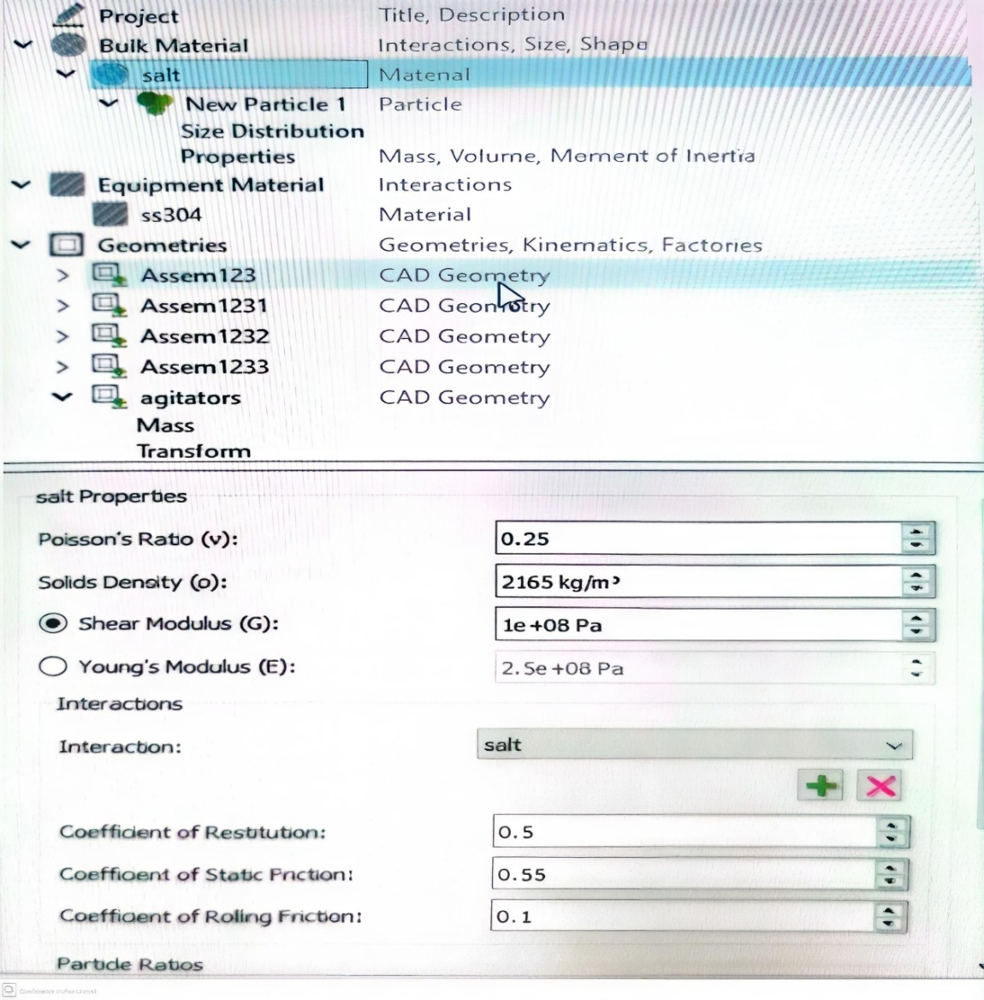 Project Title, Description
Bulk Material Interactions, Size, Shape
salt Material
New Particle 1 Particle
Size Distribution
Properties Mass, Volume, Moment of Inertia
Equipment Material Interactions
ss304 Material
Geometries Geometries, Kinematics, Factories
Assem123 CAD Geometry
Assem1231 CAD Geometry
Assem1232 CAD Geometry
Assem1233 CAD Geometry
agitators CAD Geometry
Mass
Transform
salt Properties
Poisson's Ratio (v): 0.25
Solids Density (ρ): 2165 kg/m³
Shear Modulus (G): 1e+08 Pa
Young's Modulus (E): 2.5e+08 Pa
Interactions
Interaction: salt
Coefficient of Restitution: 0.5
Coefficient of Static Friction: 0.55
Coefficient of Rolling Friction: 0.1
Particle Ratios